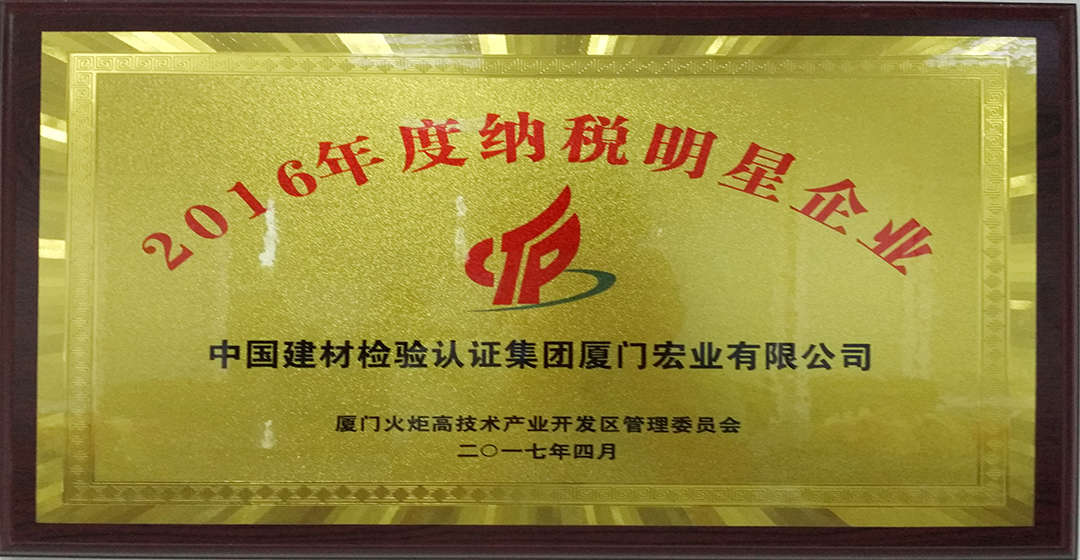 2016年度纳税明星企业
中国建材检验认证集团厦门宏业有限公司
厦门火炬高技术产业开发区管理委员会
二〇一七年四月